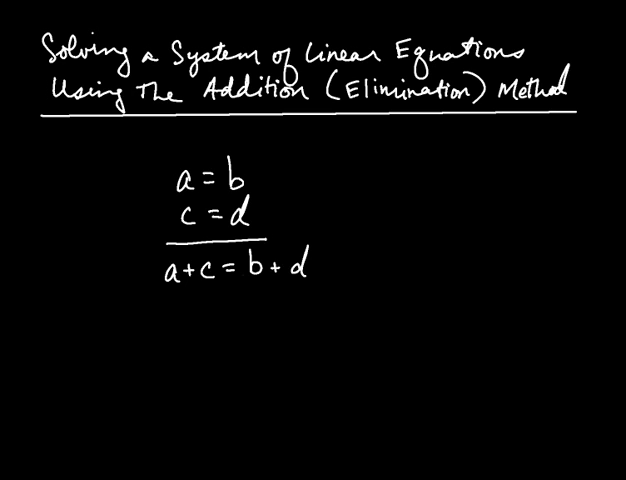 Solving a System of Linear Equations
Using The Addition (Elimination) Method
a = b
c = d
a + c = b + d